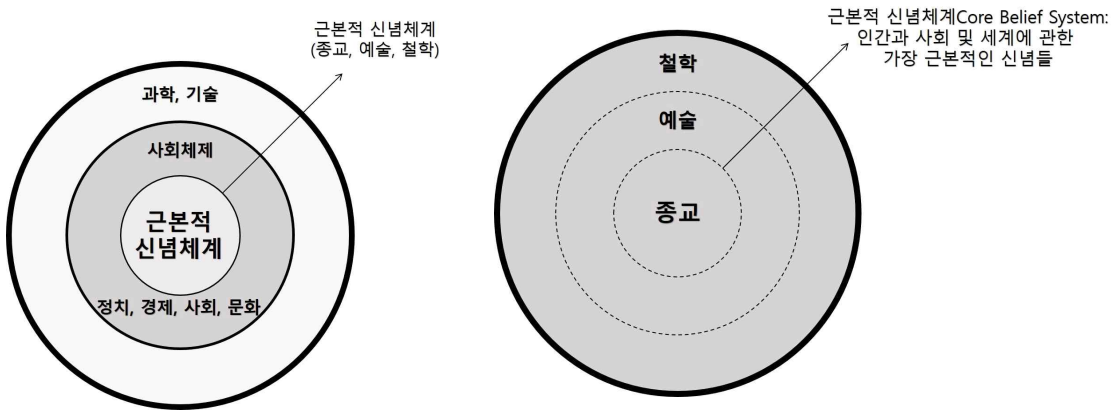 근본적 신념체계
(종교, 예술, 철학)
과학, 기술
사회체제
근본적
신념체계
정치, 경제, 사회, 문화
근본적 신념체계Core Belief System:
인간과 사회 및 세계에 관한
가장 근본적인 신념들
철학
예술
종교